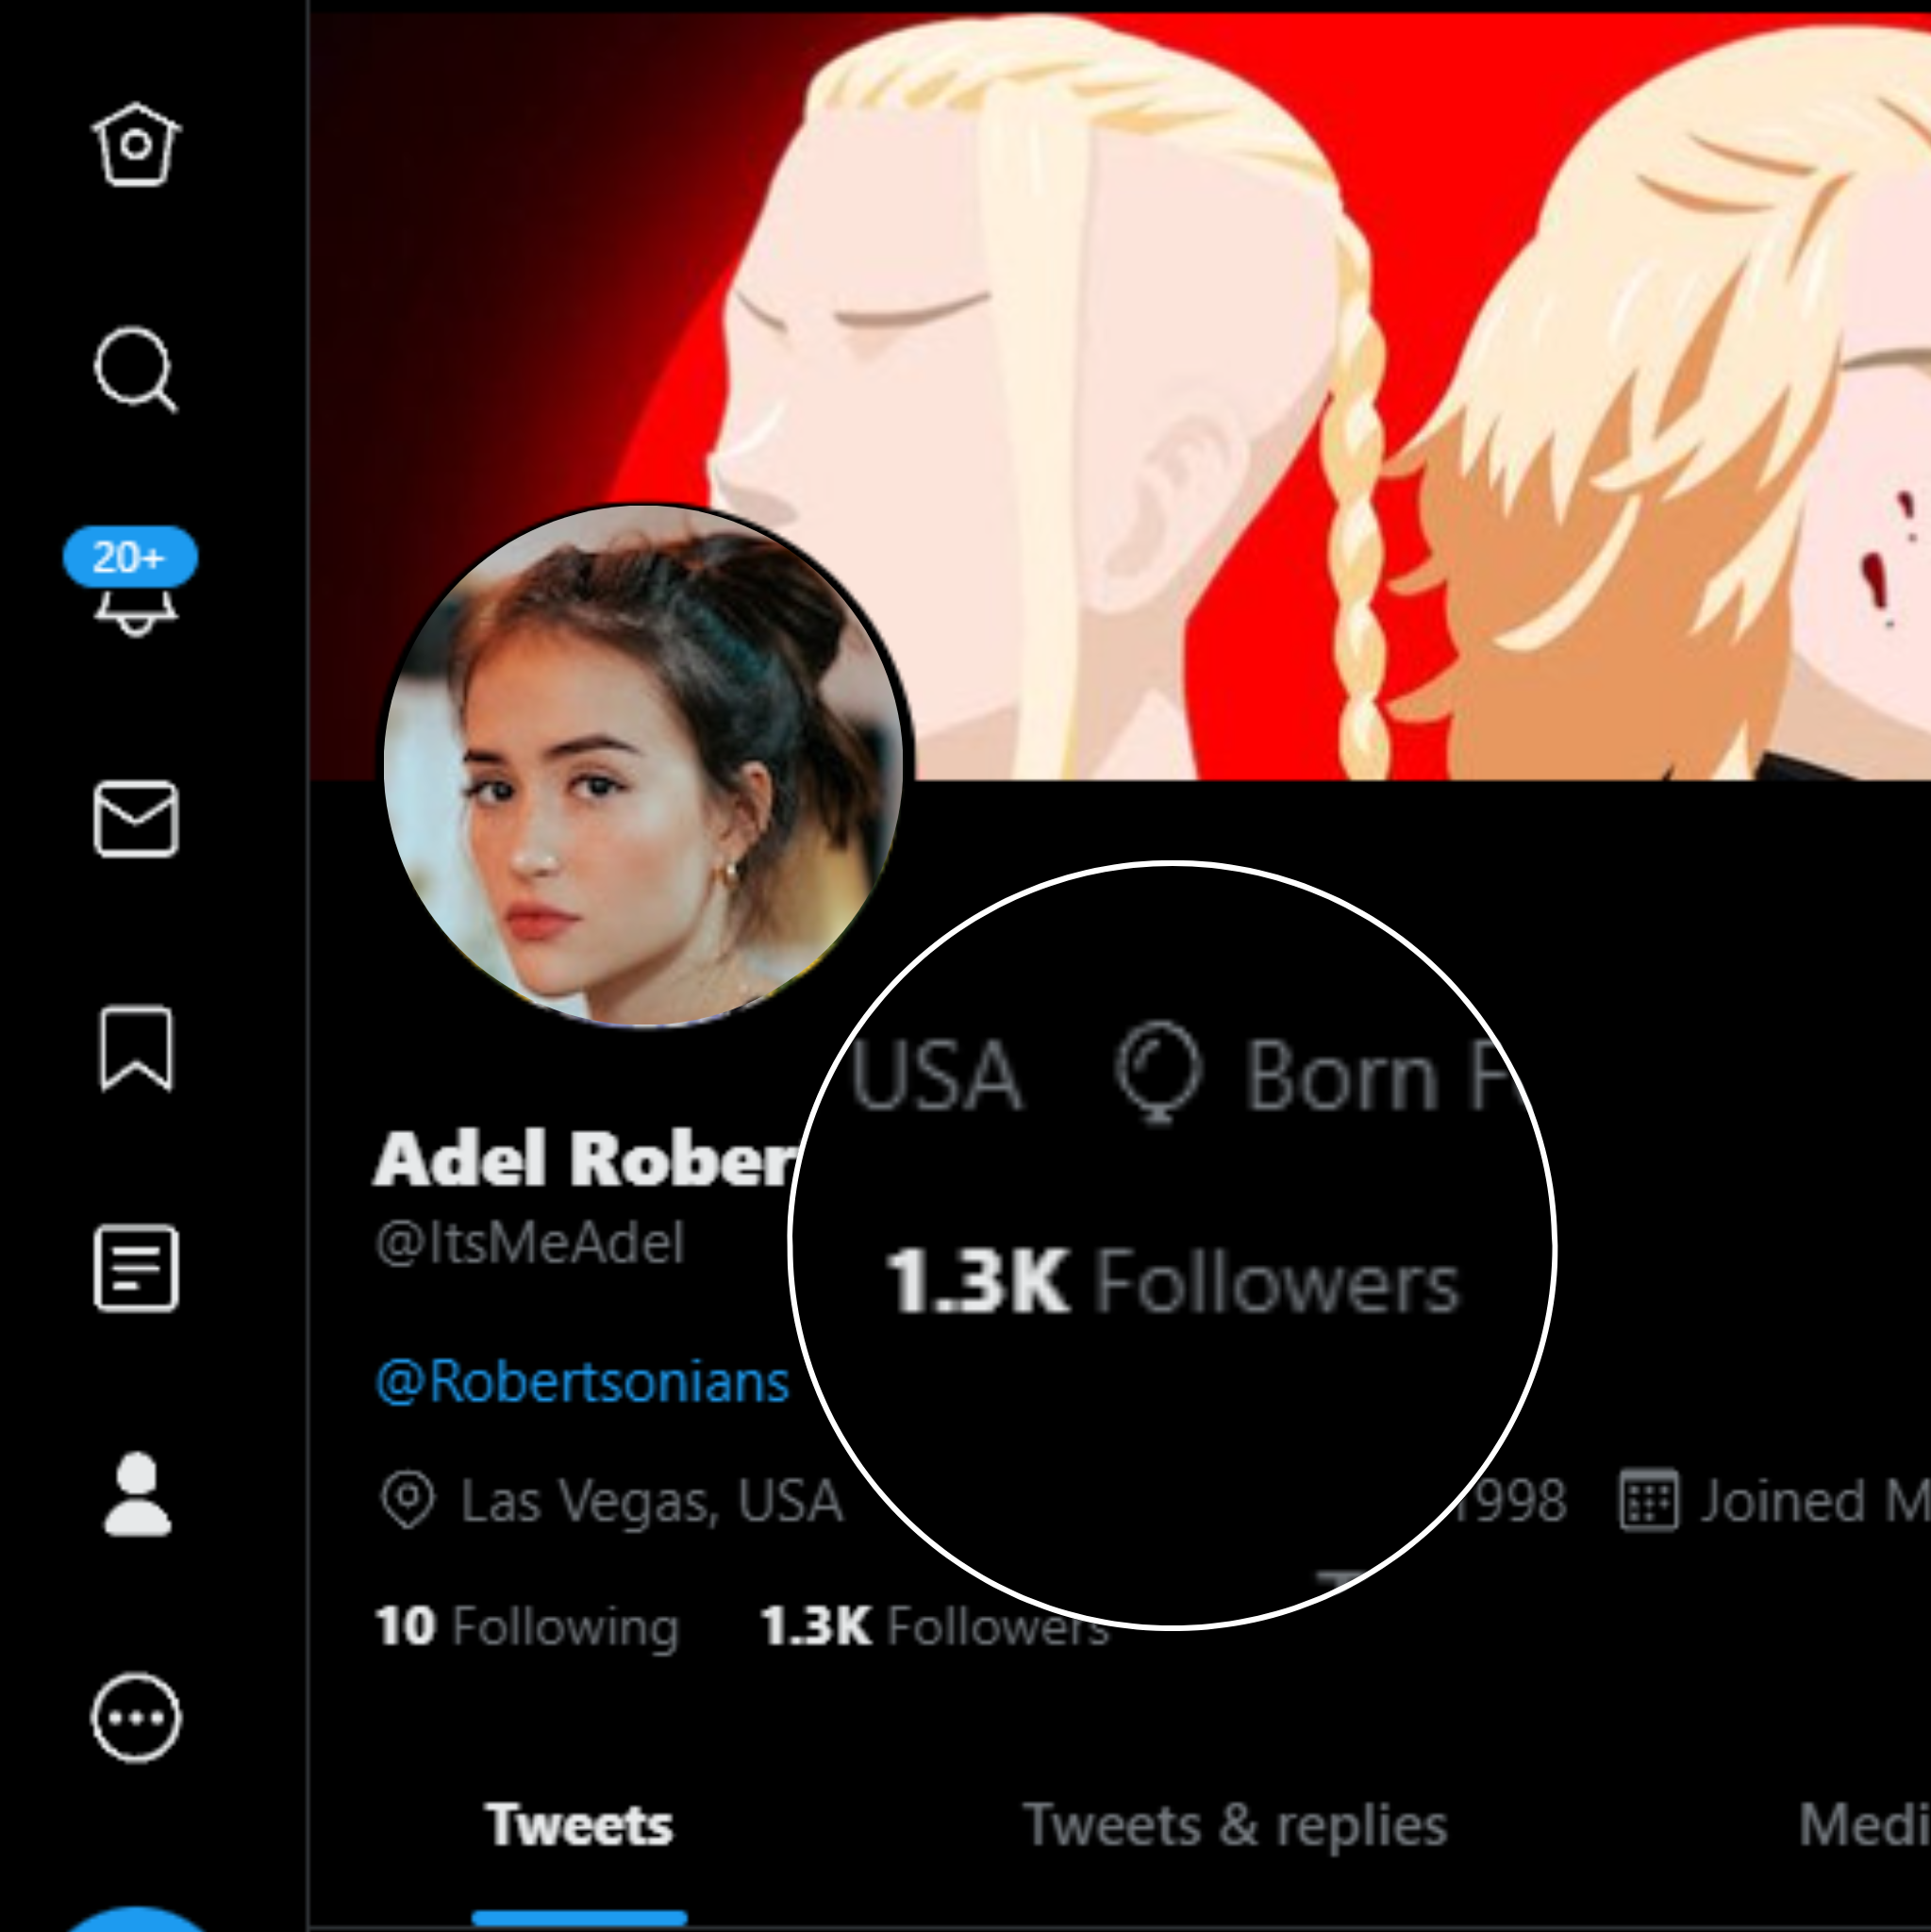 20+
USA Born F
Adel Rober
@ItsMeAdel
1.3K Followers
@Robertsonians
Las Vegas, USA 1998 Joined M
10 Following 1.3K Followers
Tweets Tweets & replies Medi